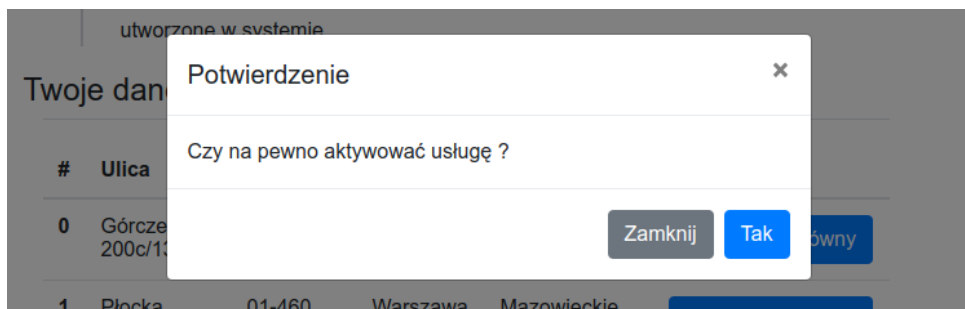 utworzone w systemie
Potwierdzenie ×
Twoje dan
Czy na pewno aktywować usługę ?
# Ulica
Zamknij Tak
0 Górcze ówny
200c/13
1 Płocka 01-460 Warszawa Mazowieckie